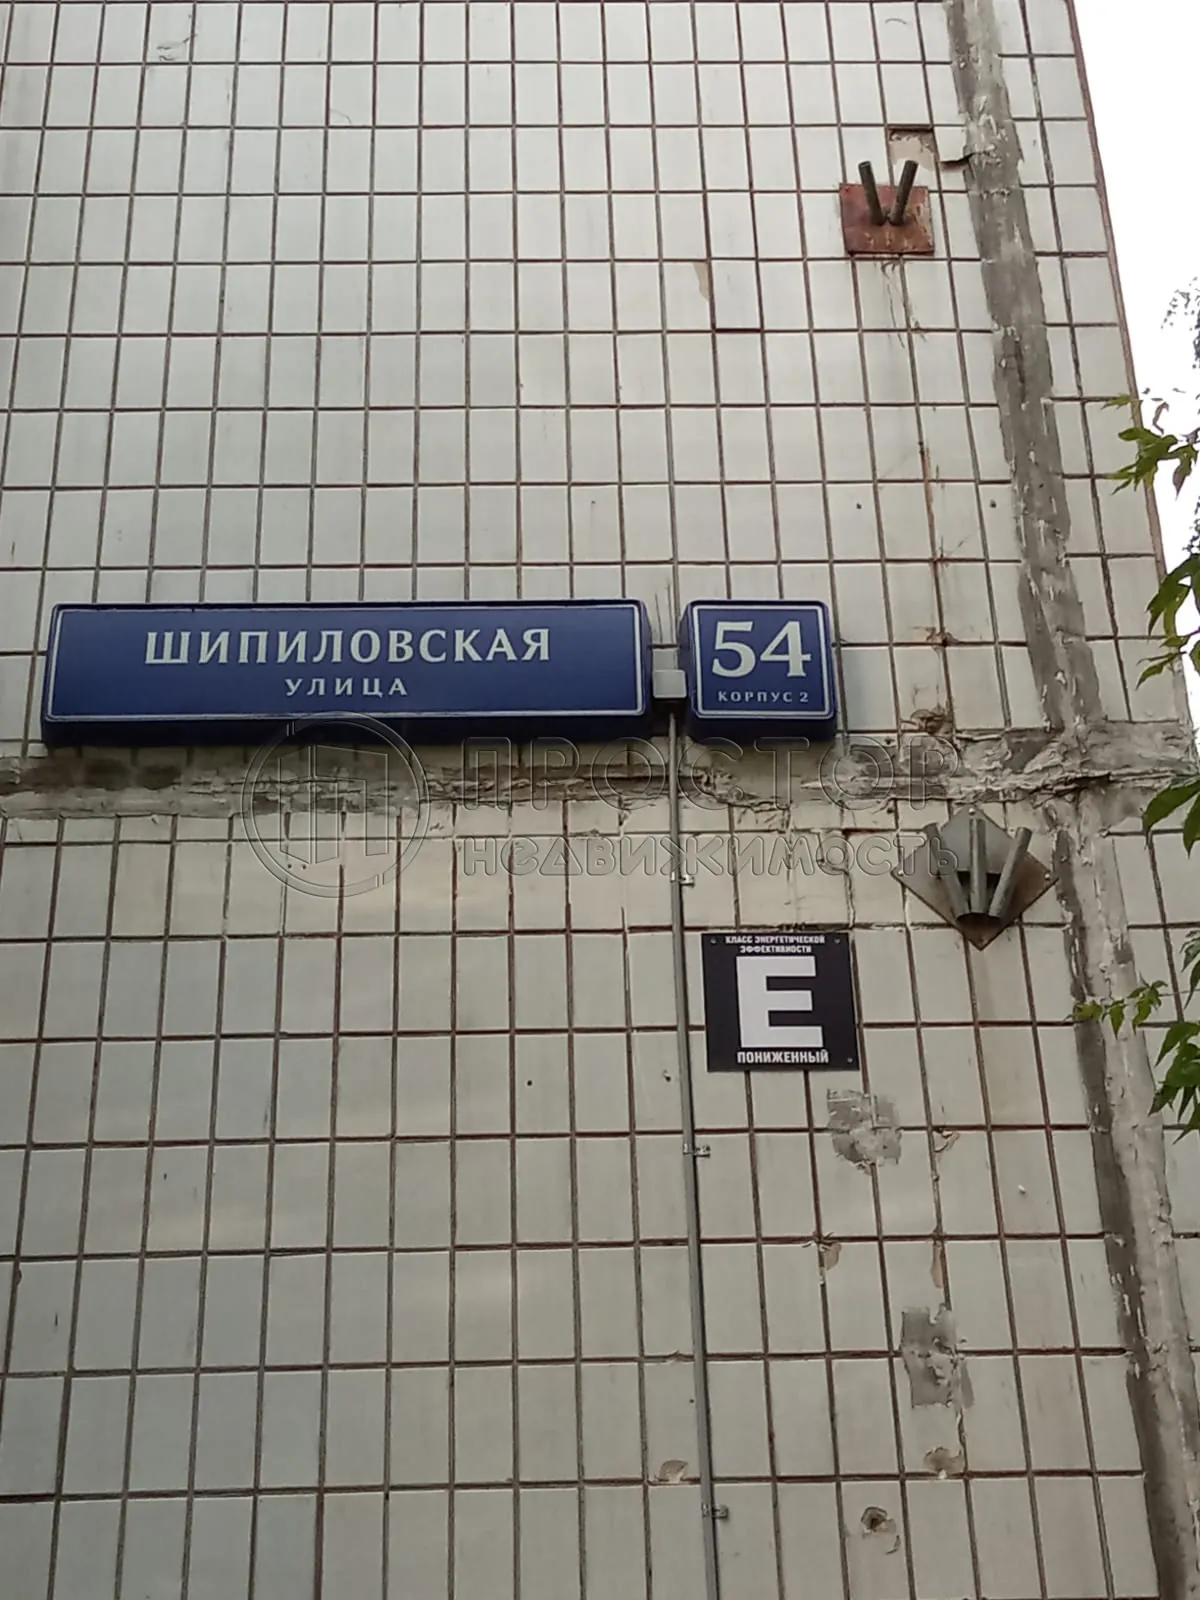 ШИПИЛОВСКАЯ
УЛИЦА
54
КОРПУС 2
ПРОСТОР
недвижимость
КЛАСС ЭНЕРГЕТИЧЕСКОЙ
ЭФФЕКТИВНОСТИ
E
ПОНИЖЕННЫЙ